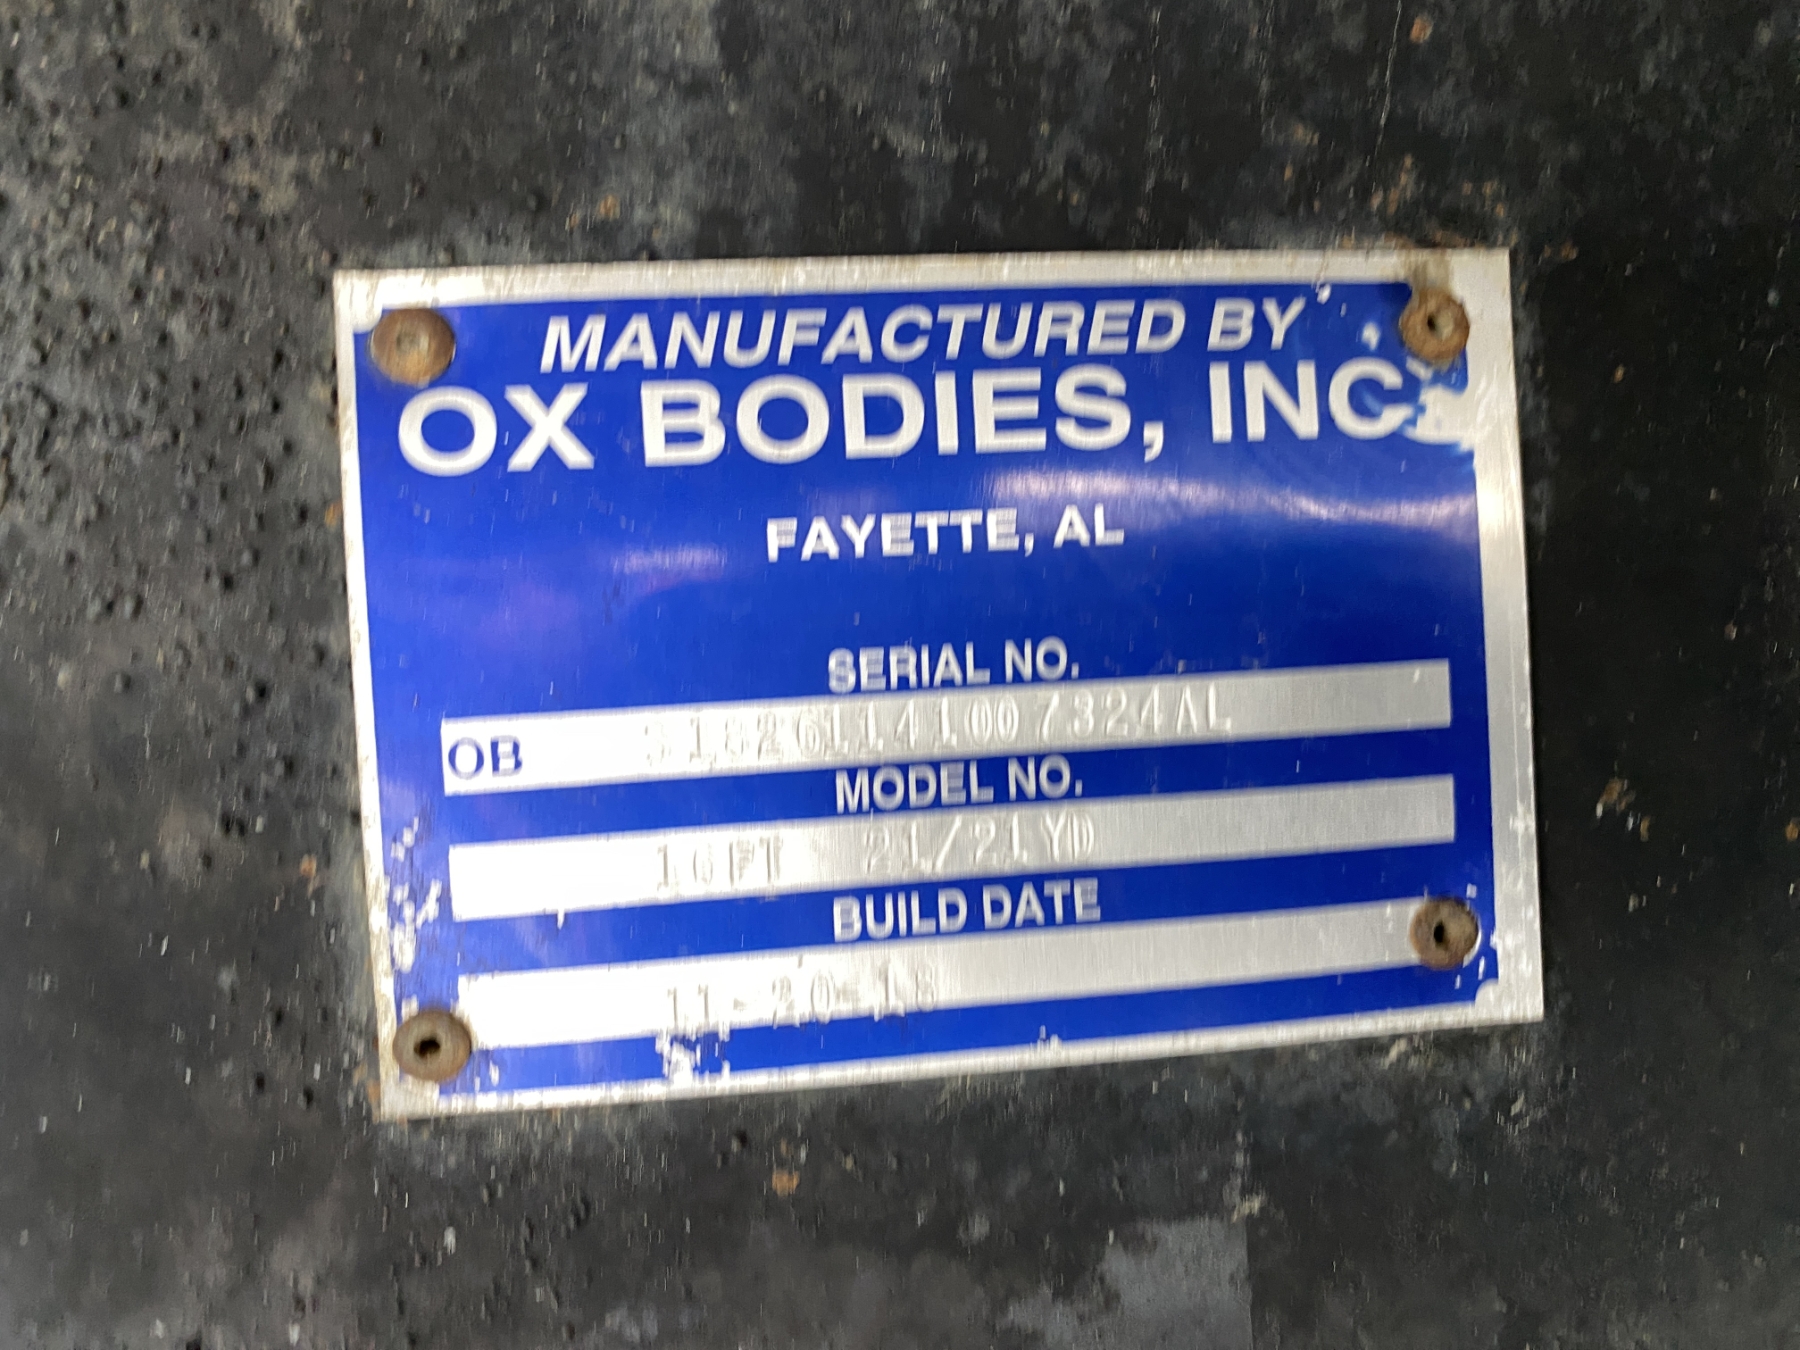 MANUFACTURED BY
OX BODIES, INC.
FAYETTE, AL
SERIAL NO.
OB
MODEL NO.
16FT 21/21YD
BUILD DATE
11-20-18